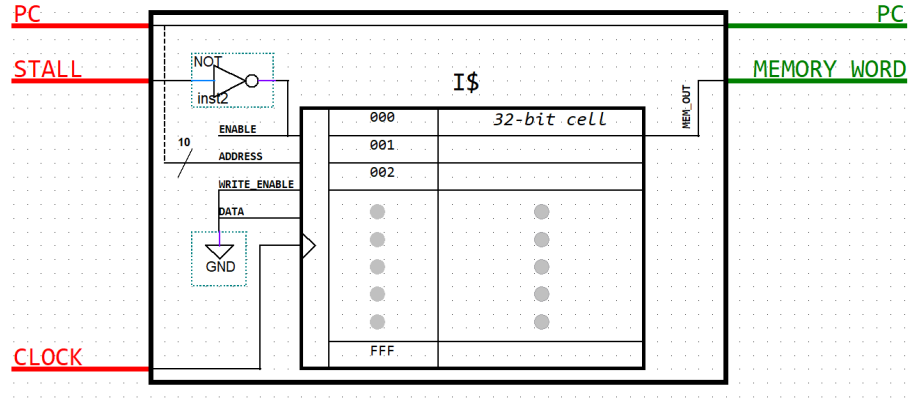 PC
PC
STALL
MEMORY WORD
NOT
inst2
I$
MEM_OUT
000
32-bit cell
ENABLE
10
001
ADDRESS
002
WRITE_ENABLE
DATA
GND
FFF
CLOCK